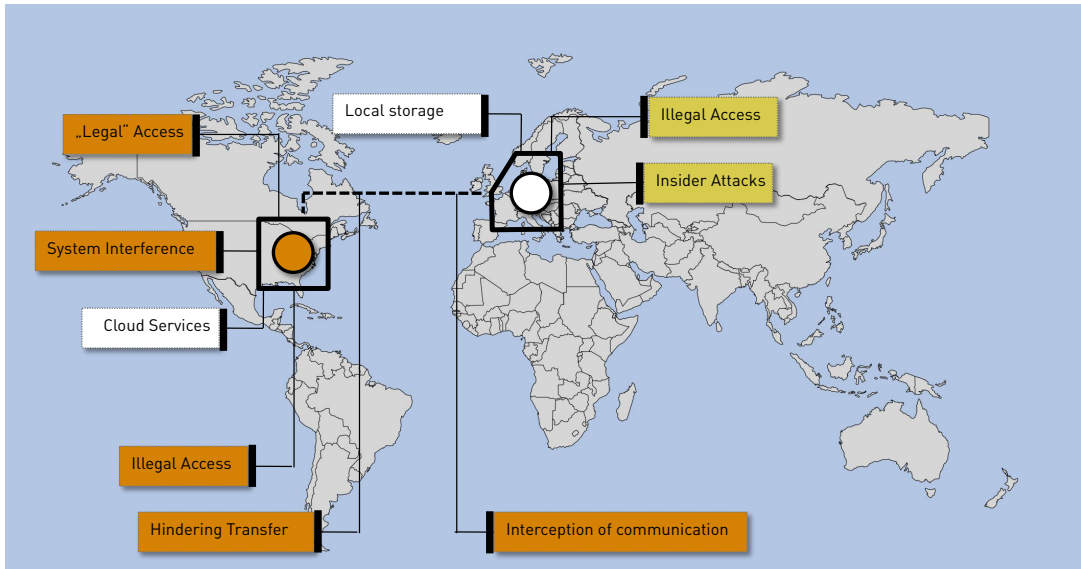 Local storage
Illegal Access
„Legal“ Access
Insider Attacks
System Interference
Cloud Services
Illegal Access
Hindering Transfer
Interception of communication